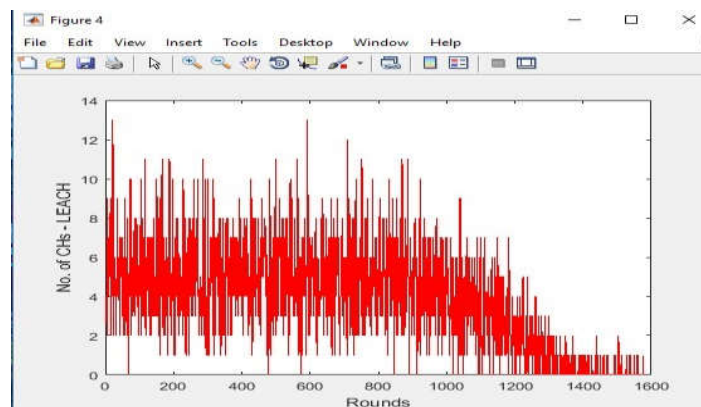 Figure 4
File Edit View Insert Tools Desktop Window Help
14
12
10
8
6
4
2
0
No. of CHs - LEACH
0 200 400 600 800 1000 1200 1400 1600
Rounds